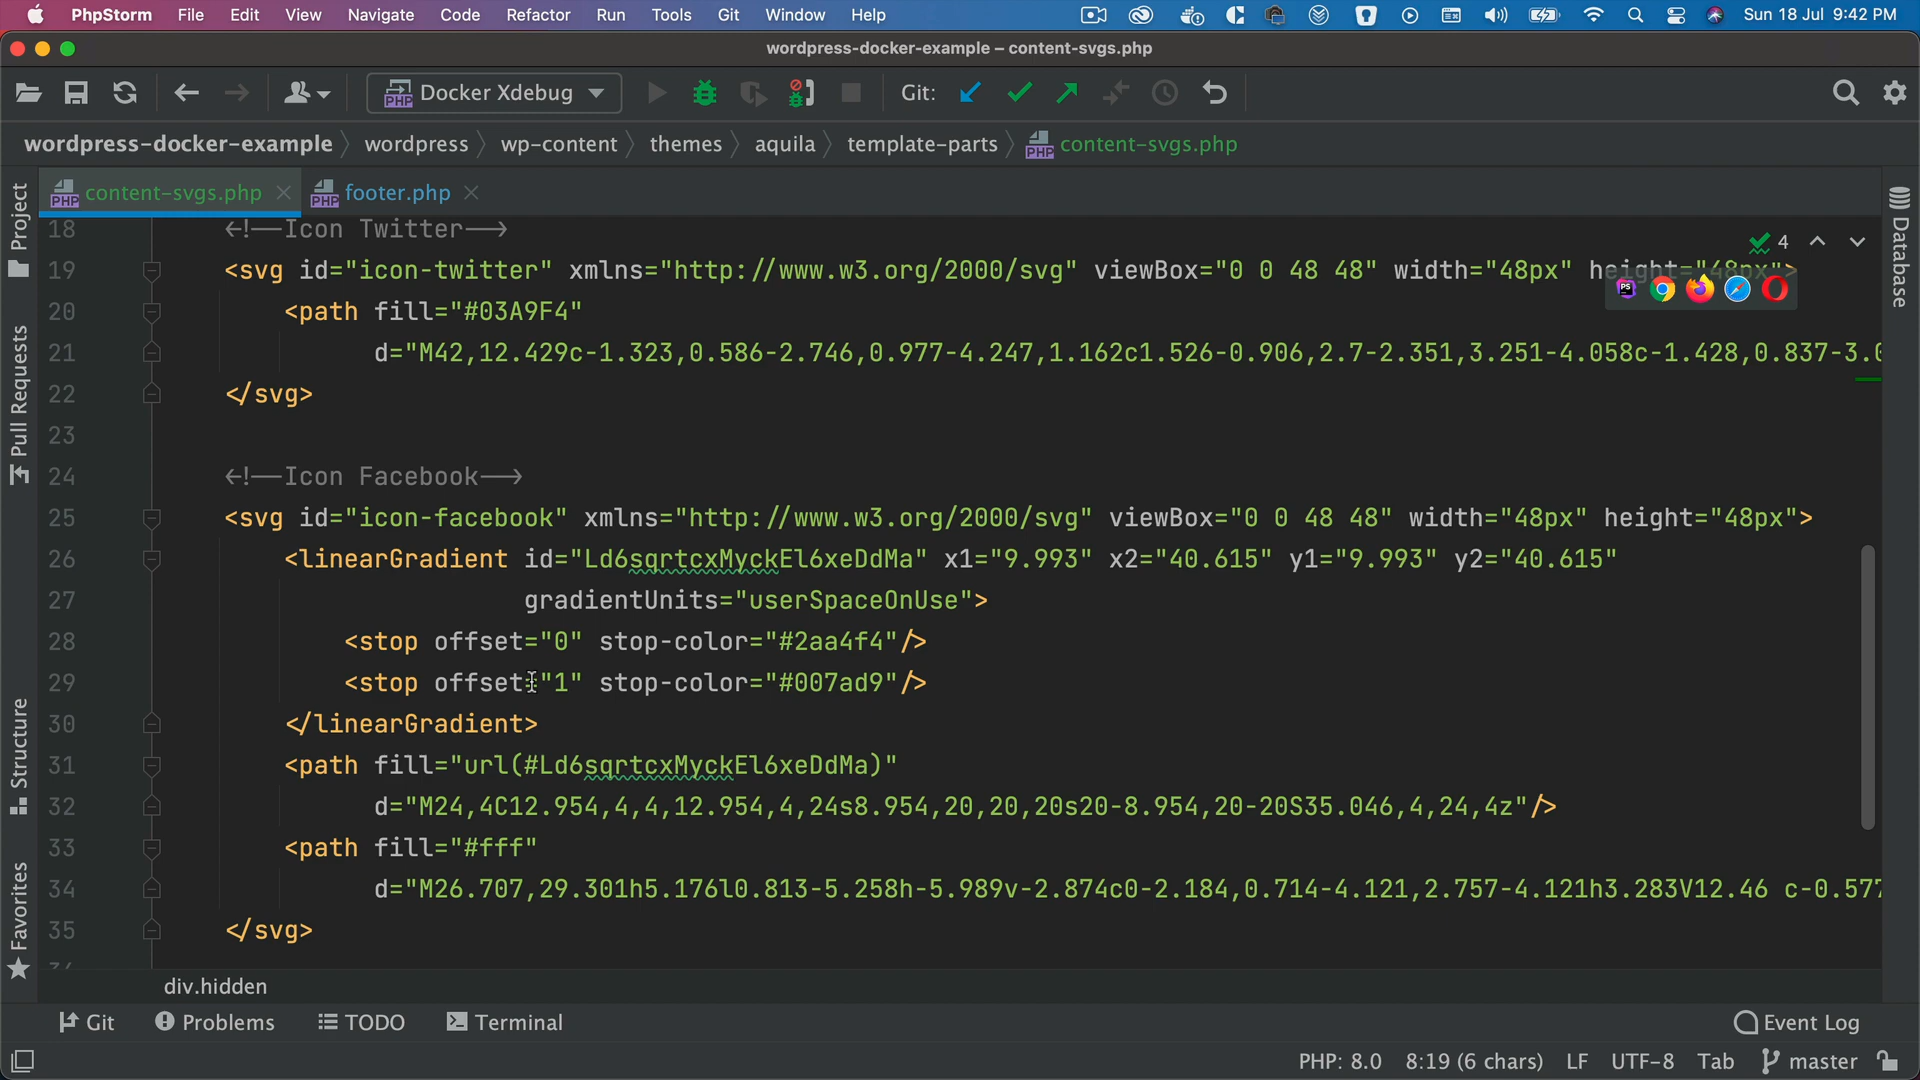 PhpStorm File Edit View Navigate Code Refactor Run Tools Git Window Help Sun 18 Jul 9:42 PM
wordpress-docker-example – content-svgs.php
PHP Docker Xdebug Git:
wordpress-docker-example wordpress wp-content themes aquila template-parts PHP content-svgs.php
PHP content-svgs.php PHP footer.php
Project
Pull Requests
Structure
Favorites
Database
4
18 <!--Icon Twitter-->
19 <svg id="icon-twitter" xmlns="http://www.w3.org/2000/svg" viewBox="0 0 48 48" width="48px" height="48px">
PS
20 <path fill="#03A9F4"
21 d="M42,12.429c-1.323,0.586-2.746,0.977-4.247,1.162c1.526-0.906,2.7-2.351,3.251-4.058c-1.428,0.837-3.0
22 </svg>
23
24 <!--Icon Facebook-->
25 <svg id="icon-facebook" xmlns="http://www.w3.org/2000/svg" viewBox="0 0 48 48" width="48px" height="48px">
26 <linearGradient id="Ld6sqrtcxMyckEl6xeDdMa" x1="9.993" x2="40.615" y1="9.993" y2="40.615"
27 gradientUnits="userSpaceOnUse">
28 <stop offset="0" stop-color="#2aa4f4"/>
29 <stop offset="1" stop-color="#007ad9"/>
30 </linearGradient>
31 <path fill="url(#Ld6sqrtcxMyckEl6xeDdMa)"
32 d="M24,4C12.954,4,4,12.954,4,24s8.954,20,20,20s20-8.954,20-20S35.046,4,24,4z"/>
33 <path fill="#fff"
34 d="M26.707,29.301h5.176l0.813-5.258h-5.989v-2.874c0-2.184,0.714-4.121,2.757-4.121h3.283V12.46 c-0.577
35 </svg>
div.hidden
Git Problems TODO Terminal Event Log
PHP: 8.0 8:19 (6 chars) LF UTF-8 Tab master